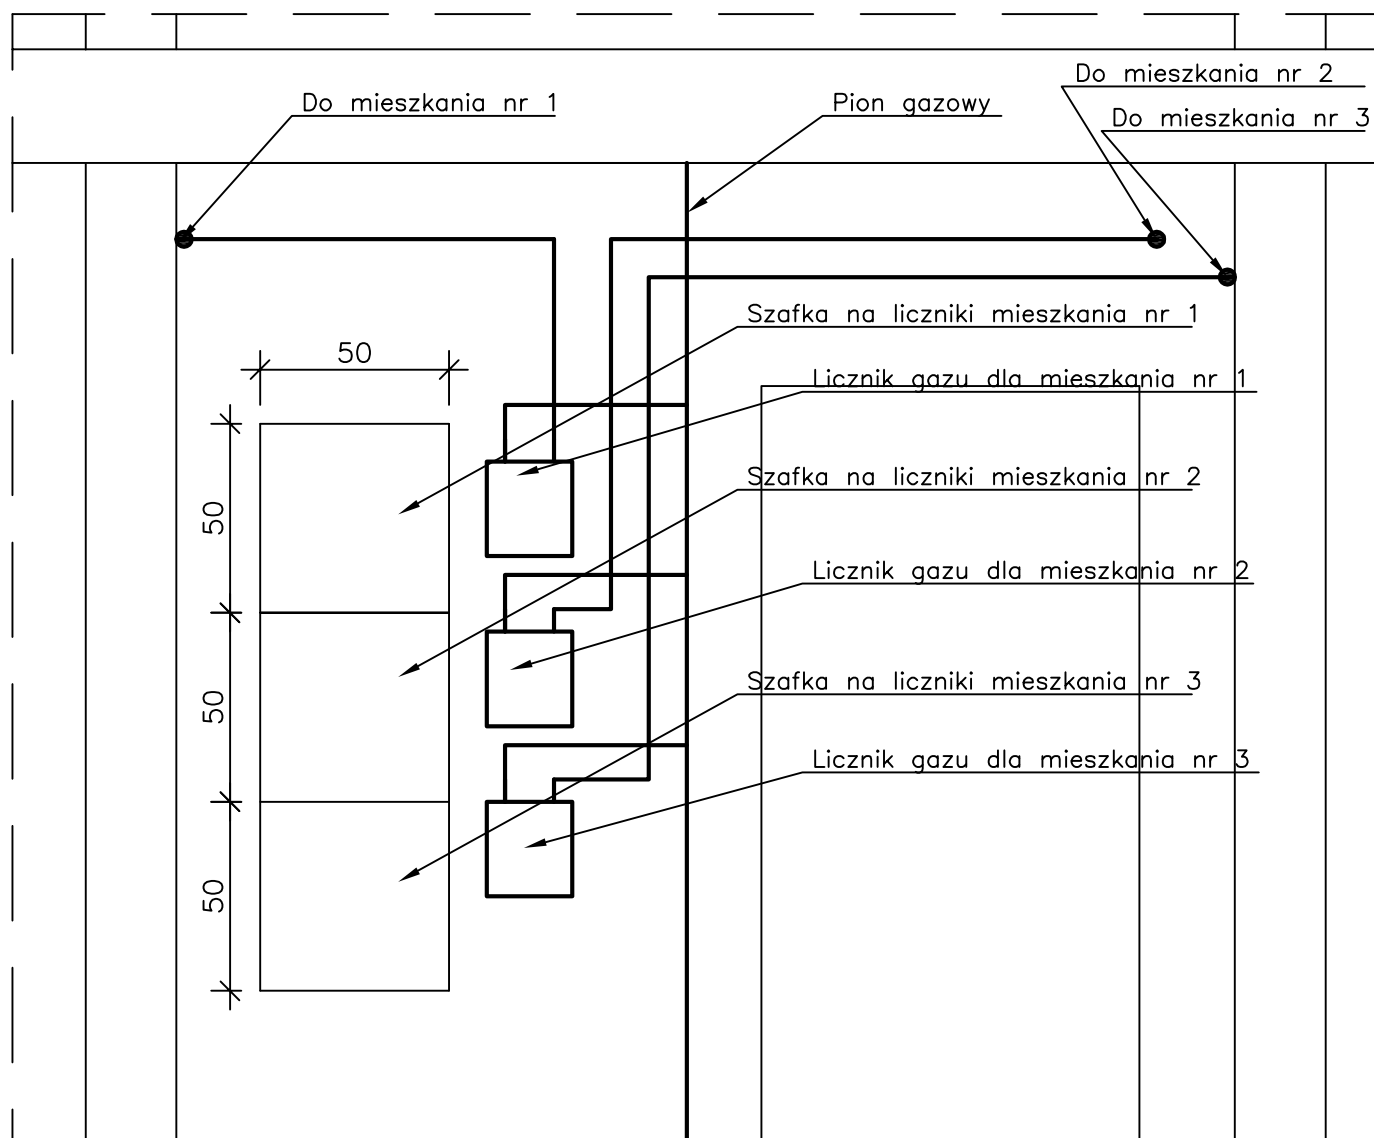 Do mieszkania nr 2
Do mieszkania nr 1
Pion gazowy
Do mieszkania nr 3
Szafka na liczniki mieszkania nr 1
50
Licznik gazu dla mieszkania nr 1
Szafka na liczniki mieszkania nr 2
50
Licznik gazu dla mieszkania nr 2
Szafka na liczniki mieszkania nr 3
50
Licznik gazu dla mieszkania nr 3
50